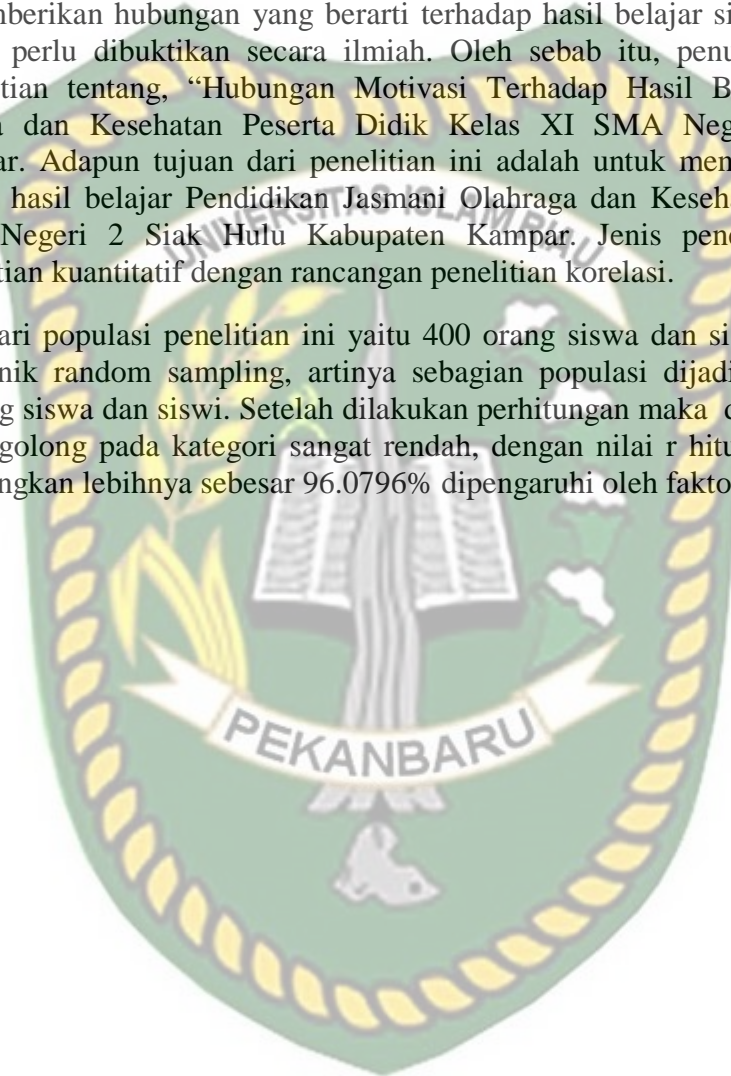 mberikan hubungan yang berarti terhadap hasil belajar si
perlu dibuktikan secara ilmiah. Oleh sebab itu, penu
tian tentang, “Hubungan Motivasi Terhadap Hasil B
a dan Kesehatan Peserta Didik Kelas XI SMA Neg
ar. Adapun tujuan dari penelitian ini adalah untuk men
hasil belajar Pendidikan Jasmani Olahraga dan Keseh
Negeri 2 Siak Hulu Kabupaten Kampar. Jenis pene
tian kuantitatif dengan rancangan penelitian korelasi.
ari populasi penelitian ini yaitu 400 orang siswa dan si
nik random sampling, artinya sebagian populasi dijadi
g siswa dan siswi. Setelah dilakukan perhitungan maka d
golong pada kategori sangat rendah, dengan nilai r hitu
ngkan lebihnya sebesar 96.0796% dipengaruhi oleh fakto
UNIVERSITAS ISLAM RIAU
PEKANBARU